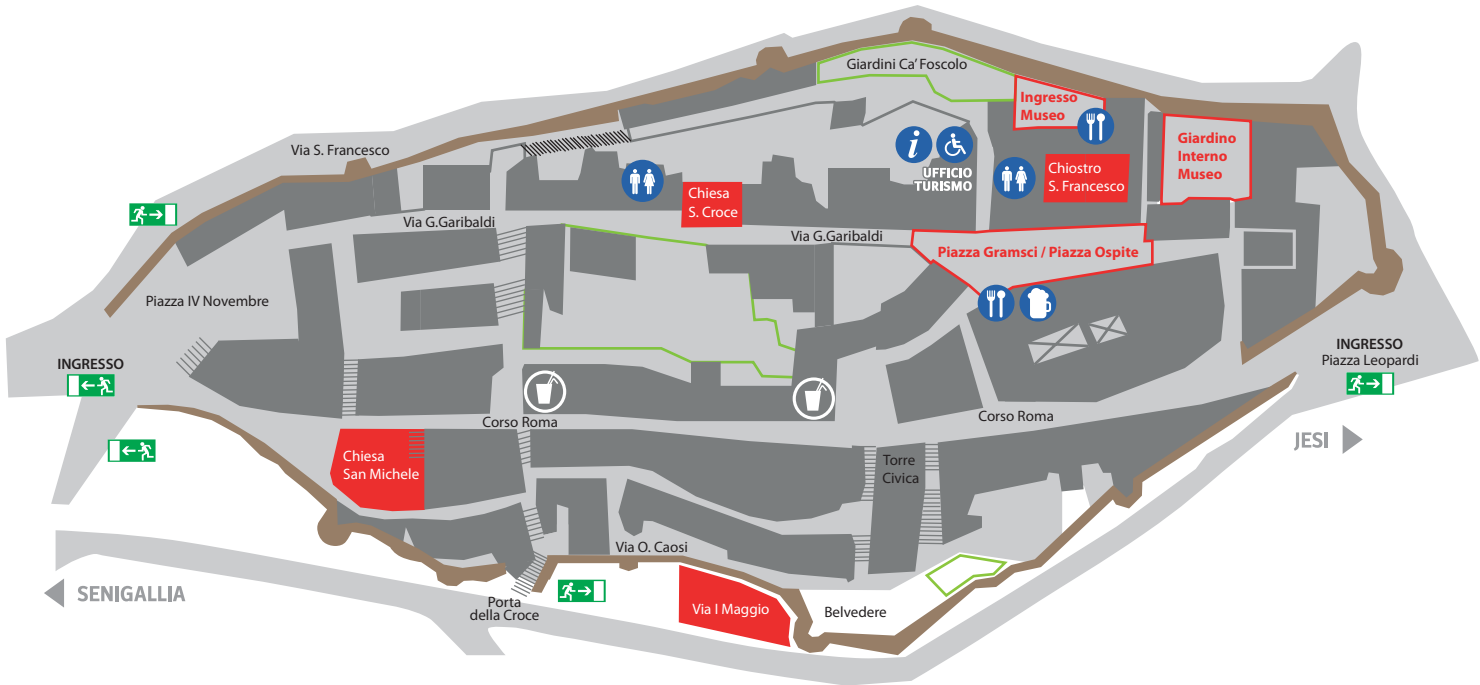 Giardini Ca' Foscolo
Ingresso
Museo
Giardino
Interno
Museo
Via S. Francesco
i
UFFICIO
TURISMO
Chiostro
S. Francesco
Chiesa
S. Croce
Via G.Garibaldi
Via G.Garibaldi
Piazza Gramsci / Piazza Ospite
Piazza IV Novembre
INGRESSO
INGRESSO
Piazza Leopardi
Corso Roma
Corso Roma
JESI
Chiesa
San Michele
Torre
Civica
Via O. Caosi
SENIGALLIA
Porta
della Croce
Via I Maggio
Belvedere